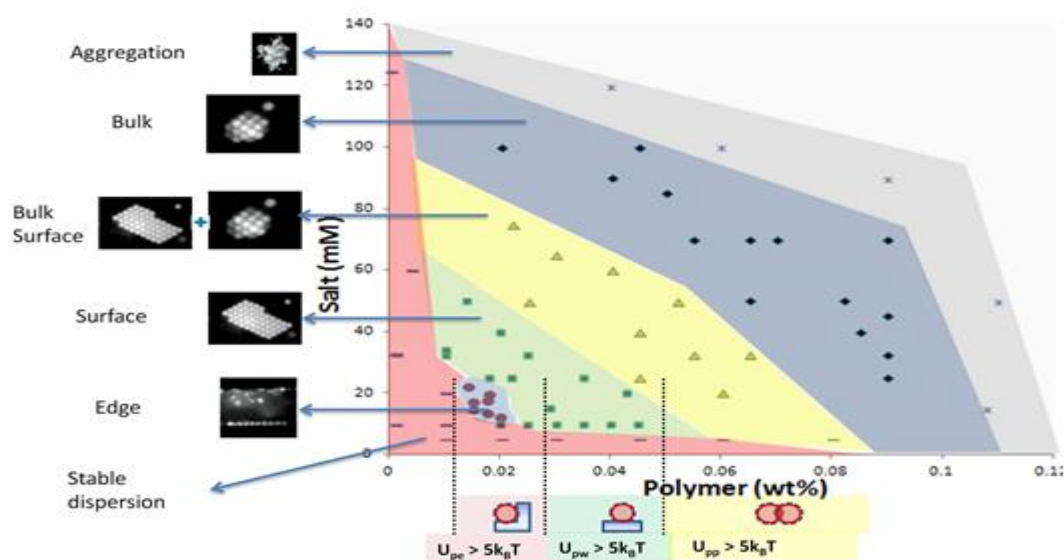 Aggregation
Bulk
Bulk
Surface
+
Surface
Edge
Stable
dispersion
Salt (mM)
140
120
100
80
60
40
20
0
0
0.02
0.04
0.06
0.08
0.1
0.12
Polymer (wt%)
U_pe > 5k_BT
U_pw > 5k_BT
U_pp > 5k_BT